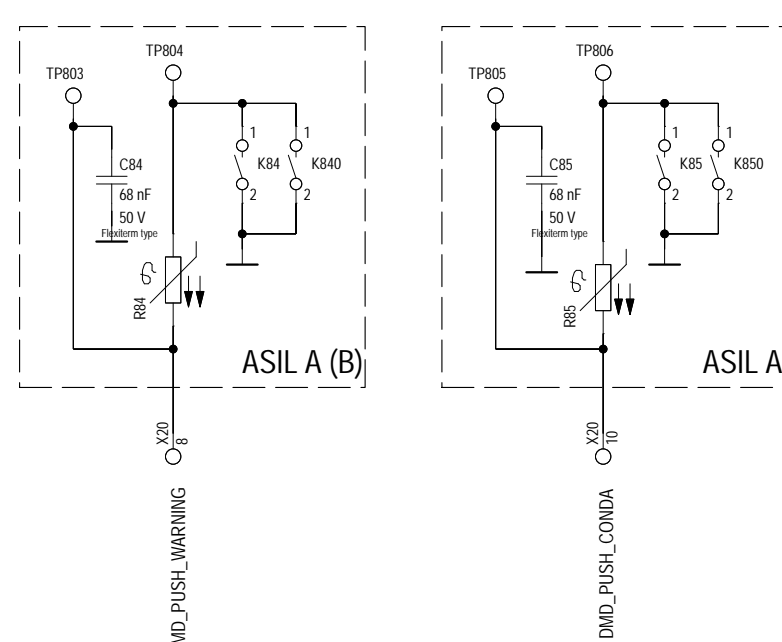 TP804
TP803
1
1
K84
K840
2
2
C84
68 nF
50 V
Flexiterm type
R84
ASIL A (B)
X20
8
MD_PUSH_WARNING
TP806
TP805
1
1
K85
K850
2
2
C85
68 nF
50 V
Flexiterm type
R85
ASIL A
X20
10
DMD_PUSH_CONDA